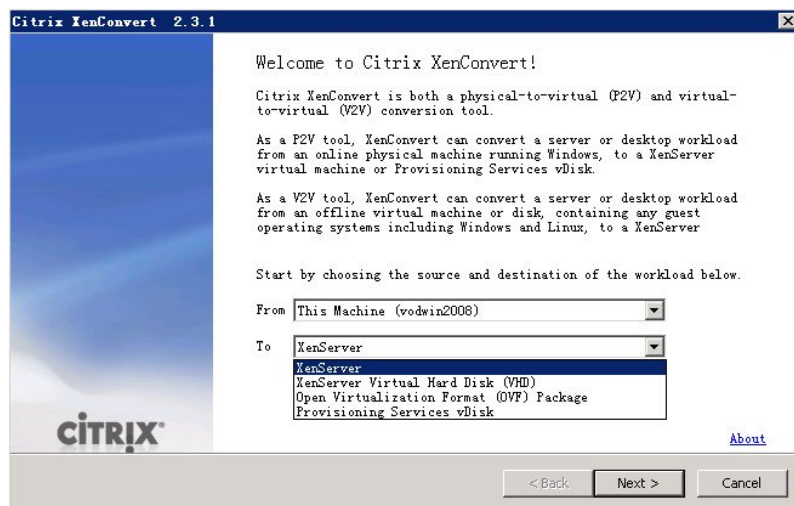 Citrix XenConvert 2.3.1
Welcome to Citrix XenConvert!
Citrix XenConvert is both a physical-to-virtual (P2V) and virtual-
to-virtual (V2V) conversion tool.
As a P2V tool, XenConvert can convert a server or desktop workload
from an online physical machine running Windows, to a XenServer
virtual machine or Provisioning Services vDisk.
As a V2V tool, XenConvert can convert a server or desktop workload
from an offline virtual machine or disk, containing any guest
operating systems including Windows and Linux, to a XenServer
Start by choosing the source and destination of the workload below.
From This Machine (vodwin2008)
To XenServer
XenServer
XenServer Virtual Hard Disk (VHD)
Open Virtualization Format (OVF) Package
Provisioning Services vDisk
CITRIX
About
< Back Next > Cancel